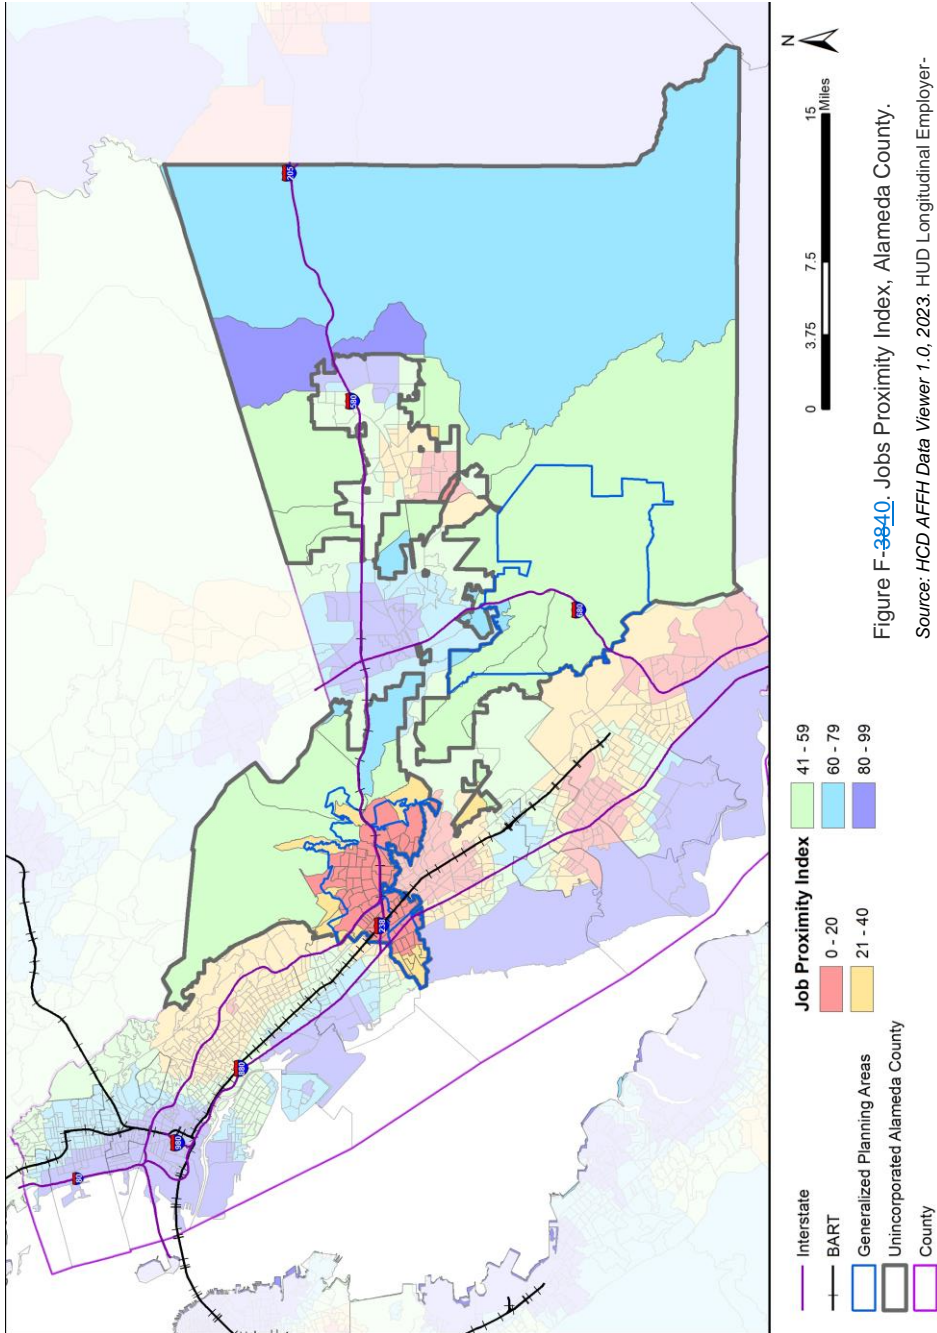 205
580
680
238
880
980
80
N
0
3.75
7.5
15
Miles
Interstate
BART
Generalized Planning Areas
Unincorporated Alameda County
County
Job Proximity Index
0 - 20
21 - 40
41 - 59
60 - 79
80 - 99
Figure F-3840. Jobs Proximity Index, Alameda County.
Source: HCD AFFH Data Viewer 1.0, 2023. HUD Longitudinal Employer-